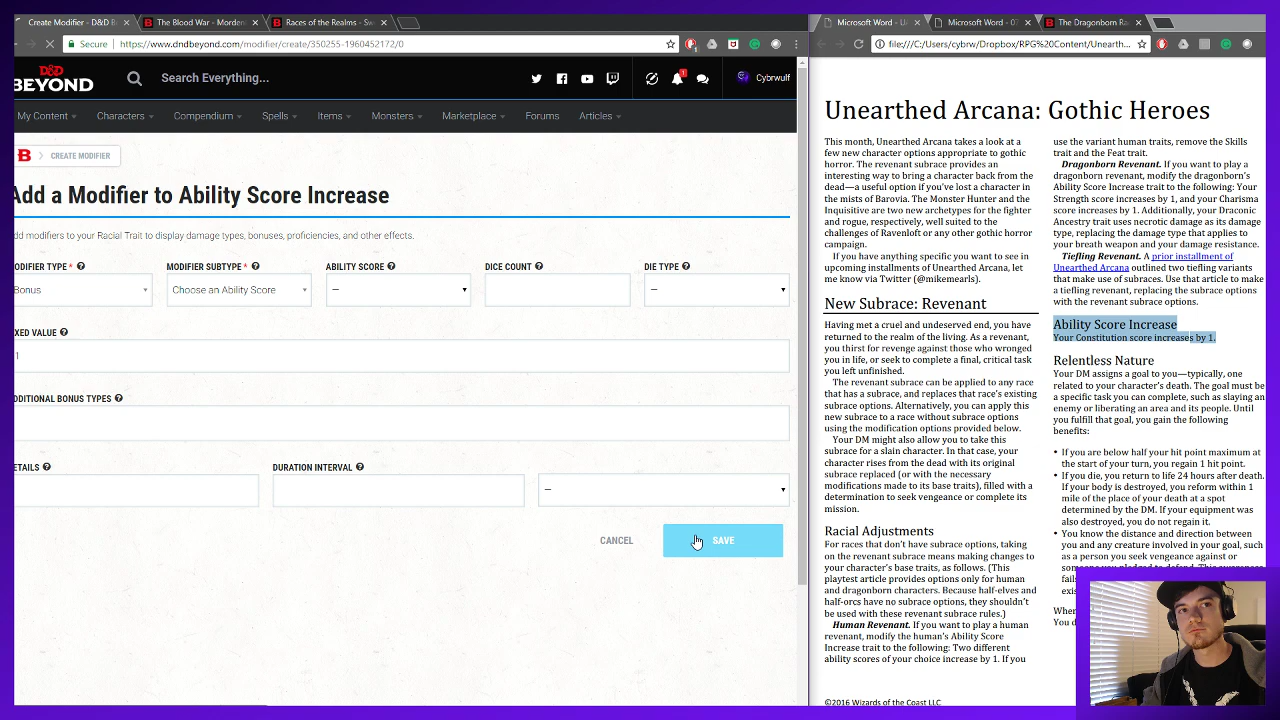 Create Modifier - D&D B
The Blood War - Morden
Races of the Realms - Sw
Secure
https://www.dndbeyond.com/modifier/create/350255-1960452172/0
D&D
BEYOND
Search Everything...
1
Cybrwulf
My Content
Characters
Compendium
Spells
Items
Monsters
Marketplace
Forums
Articles
B
CREATE MODIFIER
Add a Modifier to Ability Score Increase
dd modifiers to your Racial Trait to display damage types, bonuses, proficiencies, and other effects.
ODIFIER TYPE *
MODIFIER SUBTYPE *
ABILITY SCORE
DICE COUNT
DIE TYPE
Bonus
Choose an Ability Score
—
—
IXED VALUE
1
DDITIONAL BONUS TYPES
ETAILS
DURATION INTERVAL
—
CANCEL
SAVE
Microsoft Word - U
Microsoft Word - 07
The Dragonborn Ra
file:///C:/Users/cybrw/Dropbox/RPG%20Content/Unearth...
Unearthed Arcana: Gothic Heroes
This month, Unearthed Arcana takes a look at a
few new character options appropriate to gothic
horror. The revenant subrace provides an
interesting way to bring a character back from the
dead—a useful option if you've lost a character in
the mists of Barovia. The Monster Hunter and the
Inquisitive are two new archetypes for the fighter
and rogue, respectively, well suited to the
challenges of Ravenloft or any other gothic horror
campaign.
If you have anything specific you want to see in
upcoming installments of Unearthed Arcana, let
me know via Twitter (@mikemearls).
New Subrace: Revenant
Having met a cruel and undeserved end, you have
returned to the realm of the living. As a revenant,
you thirst for revenge against those who wronged
you in life, or seek to complete a final, critical task
you left unfinished.
The revenant subrace can be applied to any race
that has a subrace, and replaces that race's existing
subrace options. Alternatively, you can apply this
new subrace to a race without subrace options
using the modification options provided below.
Your DM might also allow you to take this
subrace for a slain character. In that case, your
character rises from the dead with its original
subrace replaced (or with the necessary
modifications made to its base traits), filled with a
determination to seek vengeance or complete its
mission.
Racial Adjustments
For races that don't have subrace options, taking
on the revenant subrace means making changes to
your character's base traits, as follows. (This
playtest article provides options only for human
and dragonborn characters. Because half-elves and
half-orcs have no subrace options, they shouldn't
be used with these revenant subrace rules.)
Human Revenant. If you want to play a human
revenant, modify the human's Ability Score
Increase trait to the following: Two different
ability scores of your choice increase by 1. If you
©2016 Wizards of the Coast LLC
use the variant human traits, remove the Skills
trait and the Feat trait.
Dragonborn Revenant. If you want to play a
dragonborn revenant, modify the dragonborn's
Ability Score Increase trait to the following: Your
Strength score increases by 1, and your Charisma
score increases by 1. Additionally, your Draconic
Ancestry trait uses necrotic damage as its damage
type, replacing the damage type that applies to
your breath weapon and your damage resistance.
Tiefling Revenant. A prior installment of
Unearthed Arcana outlined two tiefling variants
that make use of subraces. Use that article to make
a tiefling revenant, replacing the subrace options
with the revenant subrace options.
Ability Score Increase
Your Constitution score increases by 1.
Relentless Nature
Your DM assigns a goal to you—typically, one
related to your character's death. The goal must be
a specific task you can complete, such as slaying an
enemy or liberating an area and its people. Until
you fulfill that goal, you gain the following
benefits:
• If you are below half your hit point maximum at
the start of your turn, you regain 1 hit point.
• If you die, you return to life 24 hours after death.
If your body is destroyed, you reform within 1
mile of the place of your death at a spot
determined by the DM. If your equipment was
also destroyed, you do not regain it.
• You know the distance and direction between
you and any creature involved in your goal, such
as a person you seek vengeance against or
fails
exis
Whe
You d